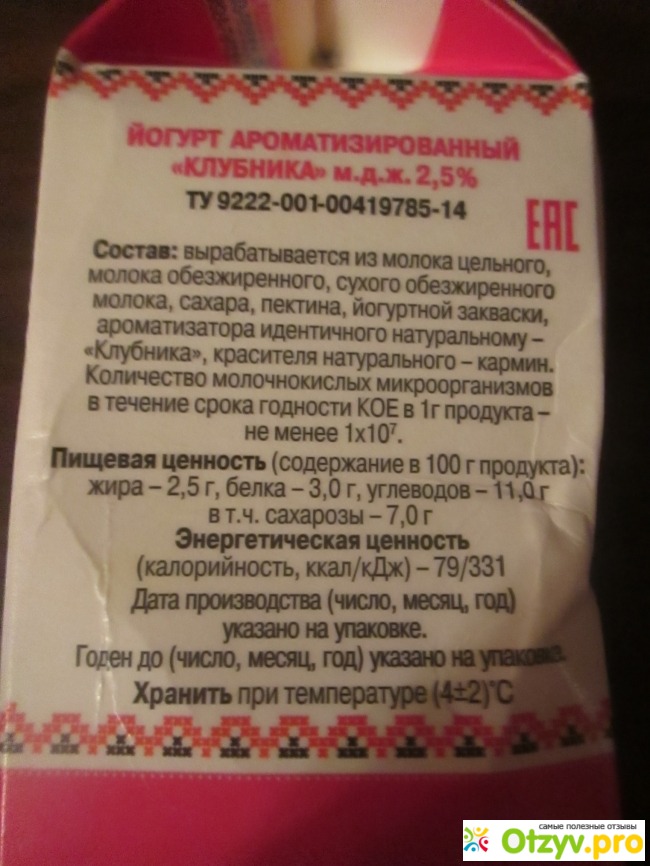 ЙОГУРТ АРОМАТИЗИРОВАННЫЙ
«КЛУБНИКА» м.д.ж. 2,5%
ТУ 9222-001-00419785-14
EAC
Состав: вырабатывается из молока цельного,
молока обезжиренного, сухого обезжиренного
молока, сахара, пектина, йогуртной закваски,
ароматизатора идентичного натуральному –
«Клубника», красителя натурального – кармин.
Количество молочнокислых микроорганизмов
в течение срока годности КОЕ в 1г продукта –
не менее 1х10⁷.
Пищевая ценность (содержание в 100 г продукта):
жира – 2,5 г, белка – 3,0 г, углеводов – 11,0 г
в т.ч. сахарозы – 7,0 г
Энергетическая ценность
(калорийность, ккал/кДж) – 79/331
Дата производства (число, месяц, год)
указано на упаковке.
Годен до (число, месяц, год) указано на упаковке.
Хранить при температуре (4±2)°С
самые полезные отзывы
Otzyv.pro